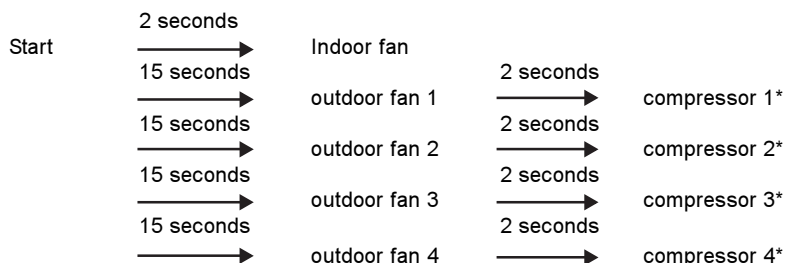 2 seconds
Start Indoor fan
15 seconds 2 seconds
outdoor fan 1 compressor 1*
15 seconds 2 seconds
outdoor fan 2 compressor 2*
15 seconds 2 seconds
outdoor fan 3 compressor 3*
15 seconds 2 seconds
outdoor fan 4 compressor 4*